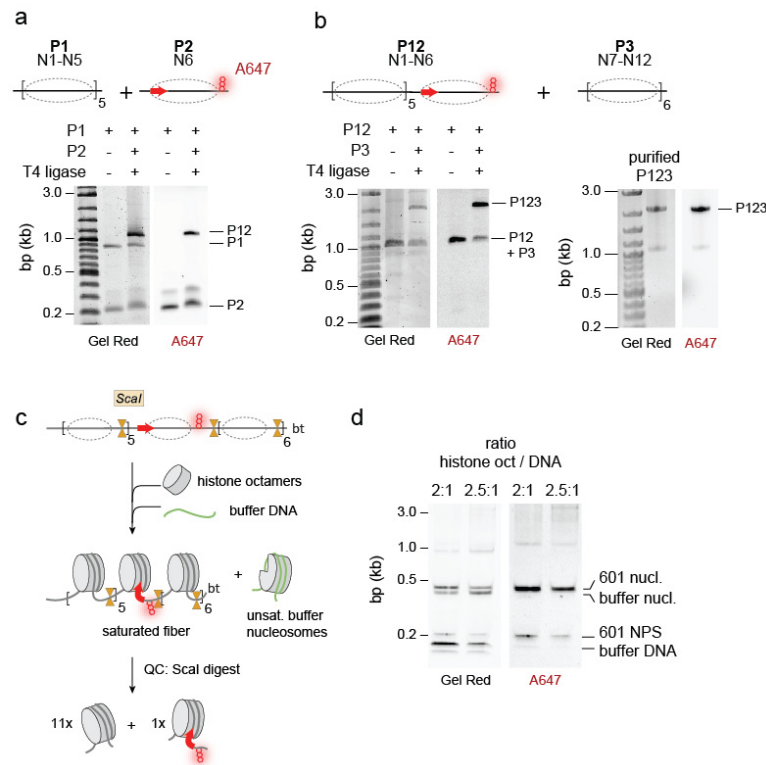 a
P1
N1-N5
5
+
P2
N6
A647
P1 + + + +
P2 - + - +
T4 ligase - + - +
bp (kb)
3.0
1.0
0.5
0.2
P12
P1
P2
Gel Red
A647
b
P12
N1-N6
5
+
P3
N7-N12
6
P12 + + + +
P3 - + - +
T4 ligase - + - +
bp (kb)
3.0
1.0
0.5
0.2
P123
P12
+ P3
Gel Red
A647
purified
P123
bp (kb)
3.0
1.0
0.5
0.2
P123
Gel Red
A647
c
ScaI
5
6
bt
histone octamers
buffer DNA
5
6
bt
+
saturated fiber
unsat. buffer
nucleosomes
QC: ScaI digest
11x
+
1x
d
ratio
histone oct / DNA
2:1 2.5:1 2:1 2.5:1
bp (kb)
3.0
1.0
0.5
0.2
601 nucl.
buffer nucl.
601 NPS
buffer DNA
Gel Red
A647